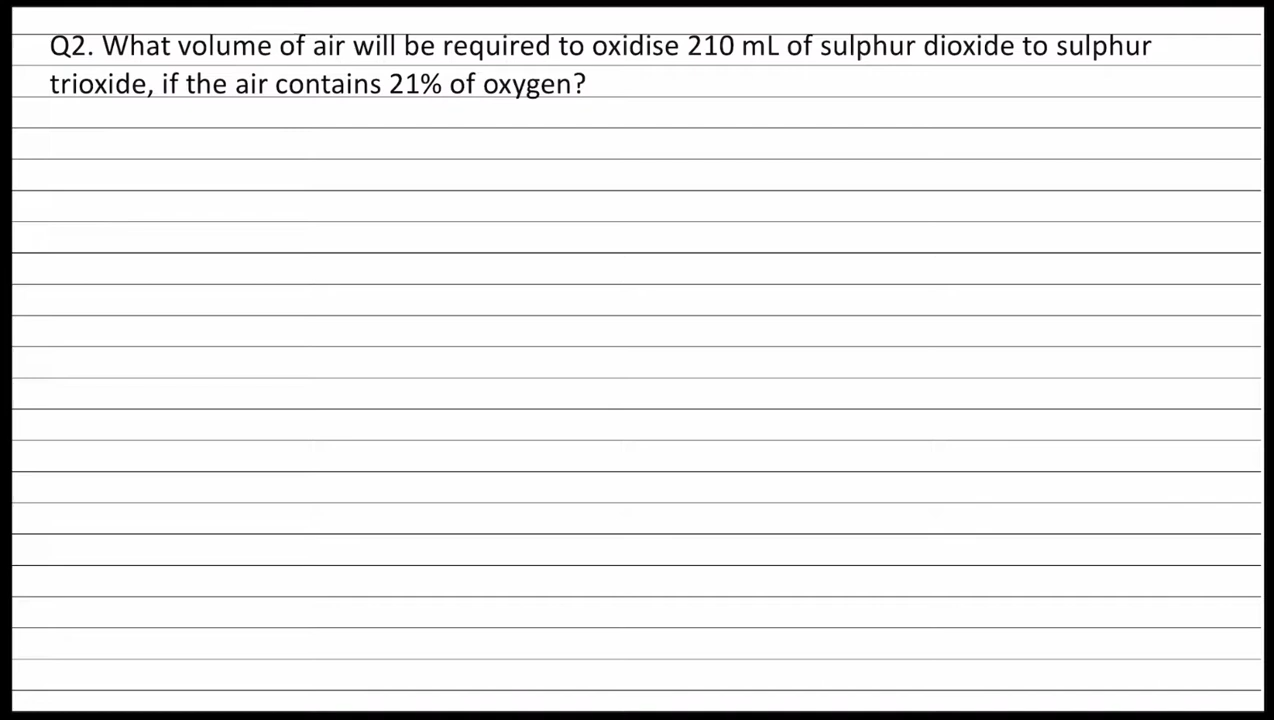 Q2. What volume of air will be required to oxidise 210 mL of sulphur dioxide to sulphur
trioxide, if the air contains 21% of oxygen?